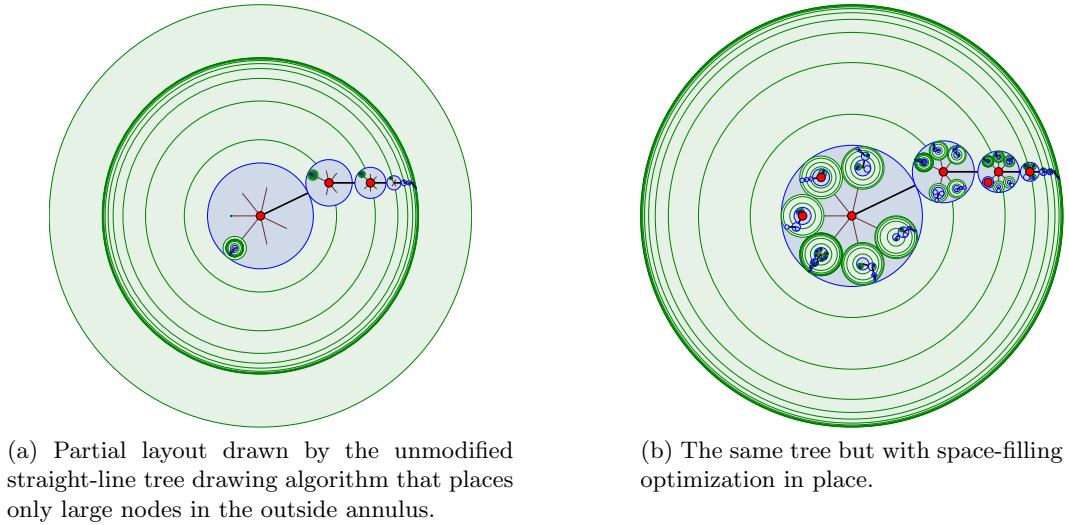 (a) Partial layout drawn by the unmodified
straight-line tree drawing algorithm that places
only large nodes in the outside annulus.
(b) The same tree but with space-filling
optimization in place.